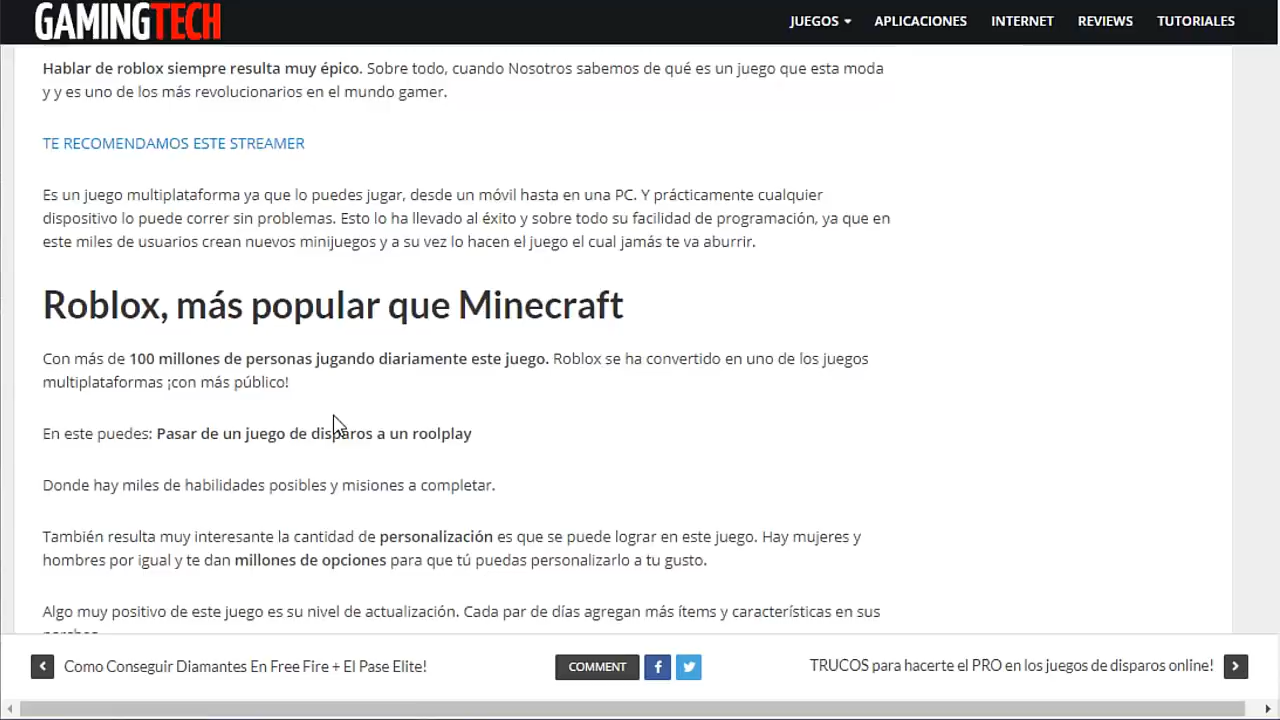 GAMINGTECH
JUEGOS
APLICACIONES
INTERNET
REVIEWS
TUTORIALES
Hablar de roblox siempre resulta muy épico. Sobre todo, cuando Nosotros sabemos de qué es un juego que esta moda
y y es uno de los más revolucionarios en el mundo gamer.
TE RECOMENDAMOS ESTE STREAMER
Es un juego multiplataforma ya que lo puedes jugar, desde un móvil hasta en una PC. Y prácticamente cualquier
dispositivo lo puede correr sin problemas. Esto lo ha llevado al éxito y sobre todo su facilidad de programación, ya que en
este miles de usuarios crean nuevos minijuegos y a su vez lo hacen el juego el cual jamás te va aburrir.
Roblox, más popular que Minecraft
Con más de 100 millones de personas jugando diariamente este juego. Roblox se ha convertido en uno de los juegos
multiplataformas ¡con más público!
En este puedes: Pasar de un juego de disparos a un roolplay
Donde hay miles de habilidades posibles y misiones a completar.
También resulta muy interesante la cantidad de personalización es que se puede lograr en este juego. Hay mujeres y
hombres por igual y te dan millones de opciones para que tú puedas personalizarlo a tu gusto.
Algo muy positivo de este juego es su nivel de actualización. Cada par de días agregan más ítems y características en sus
Como Conseguir Diamantes En Free Fire + El Pase Elite!
COMMENT
TRUCOS para hacerte el PRO en los juegos de disparos online!